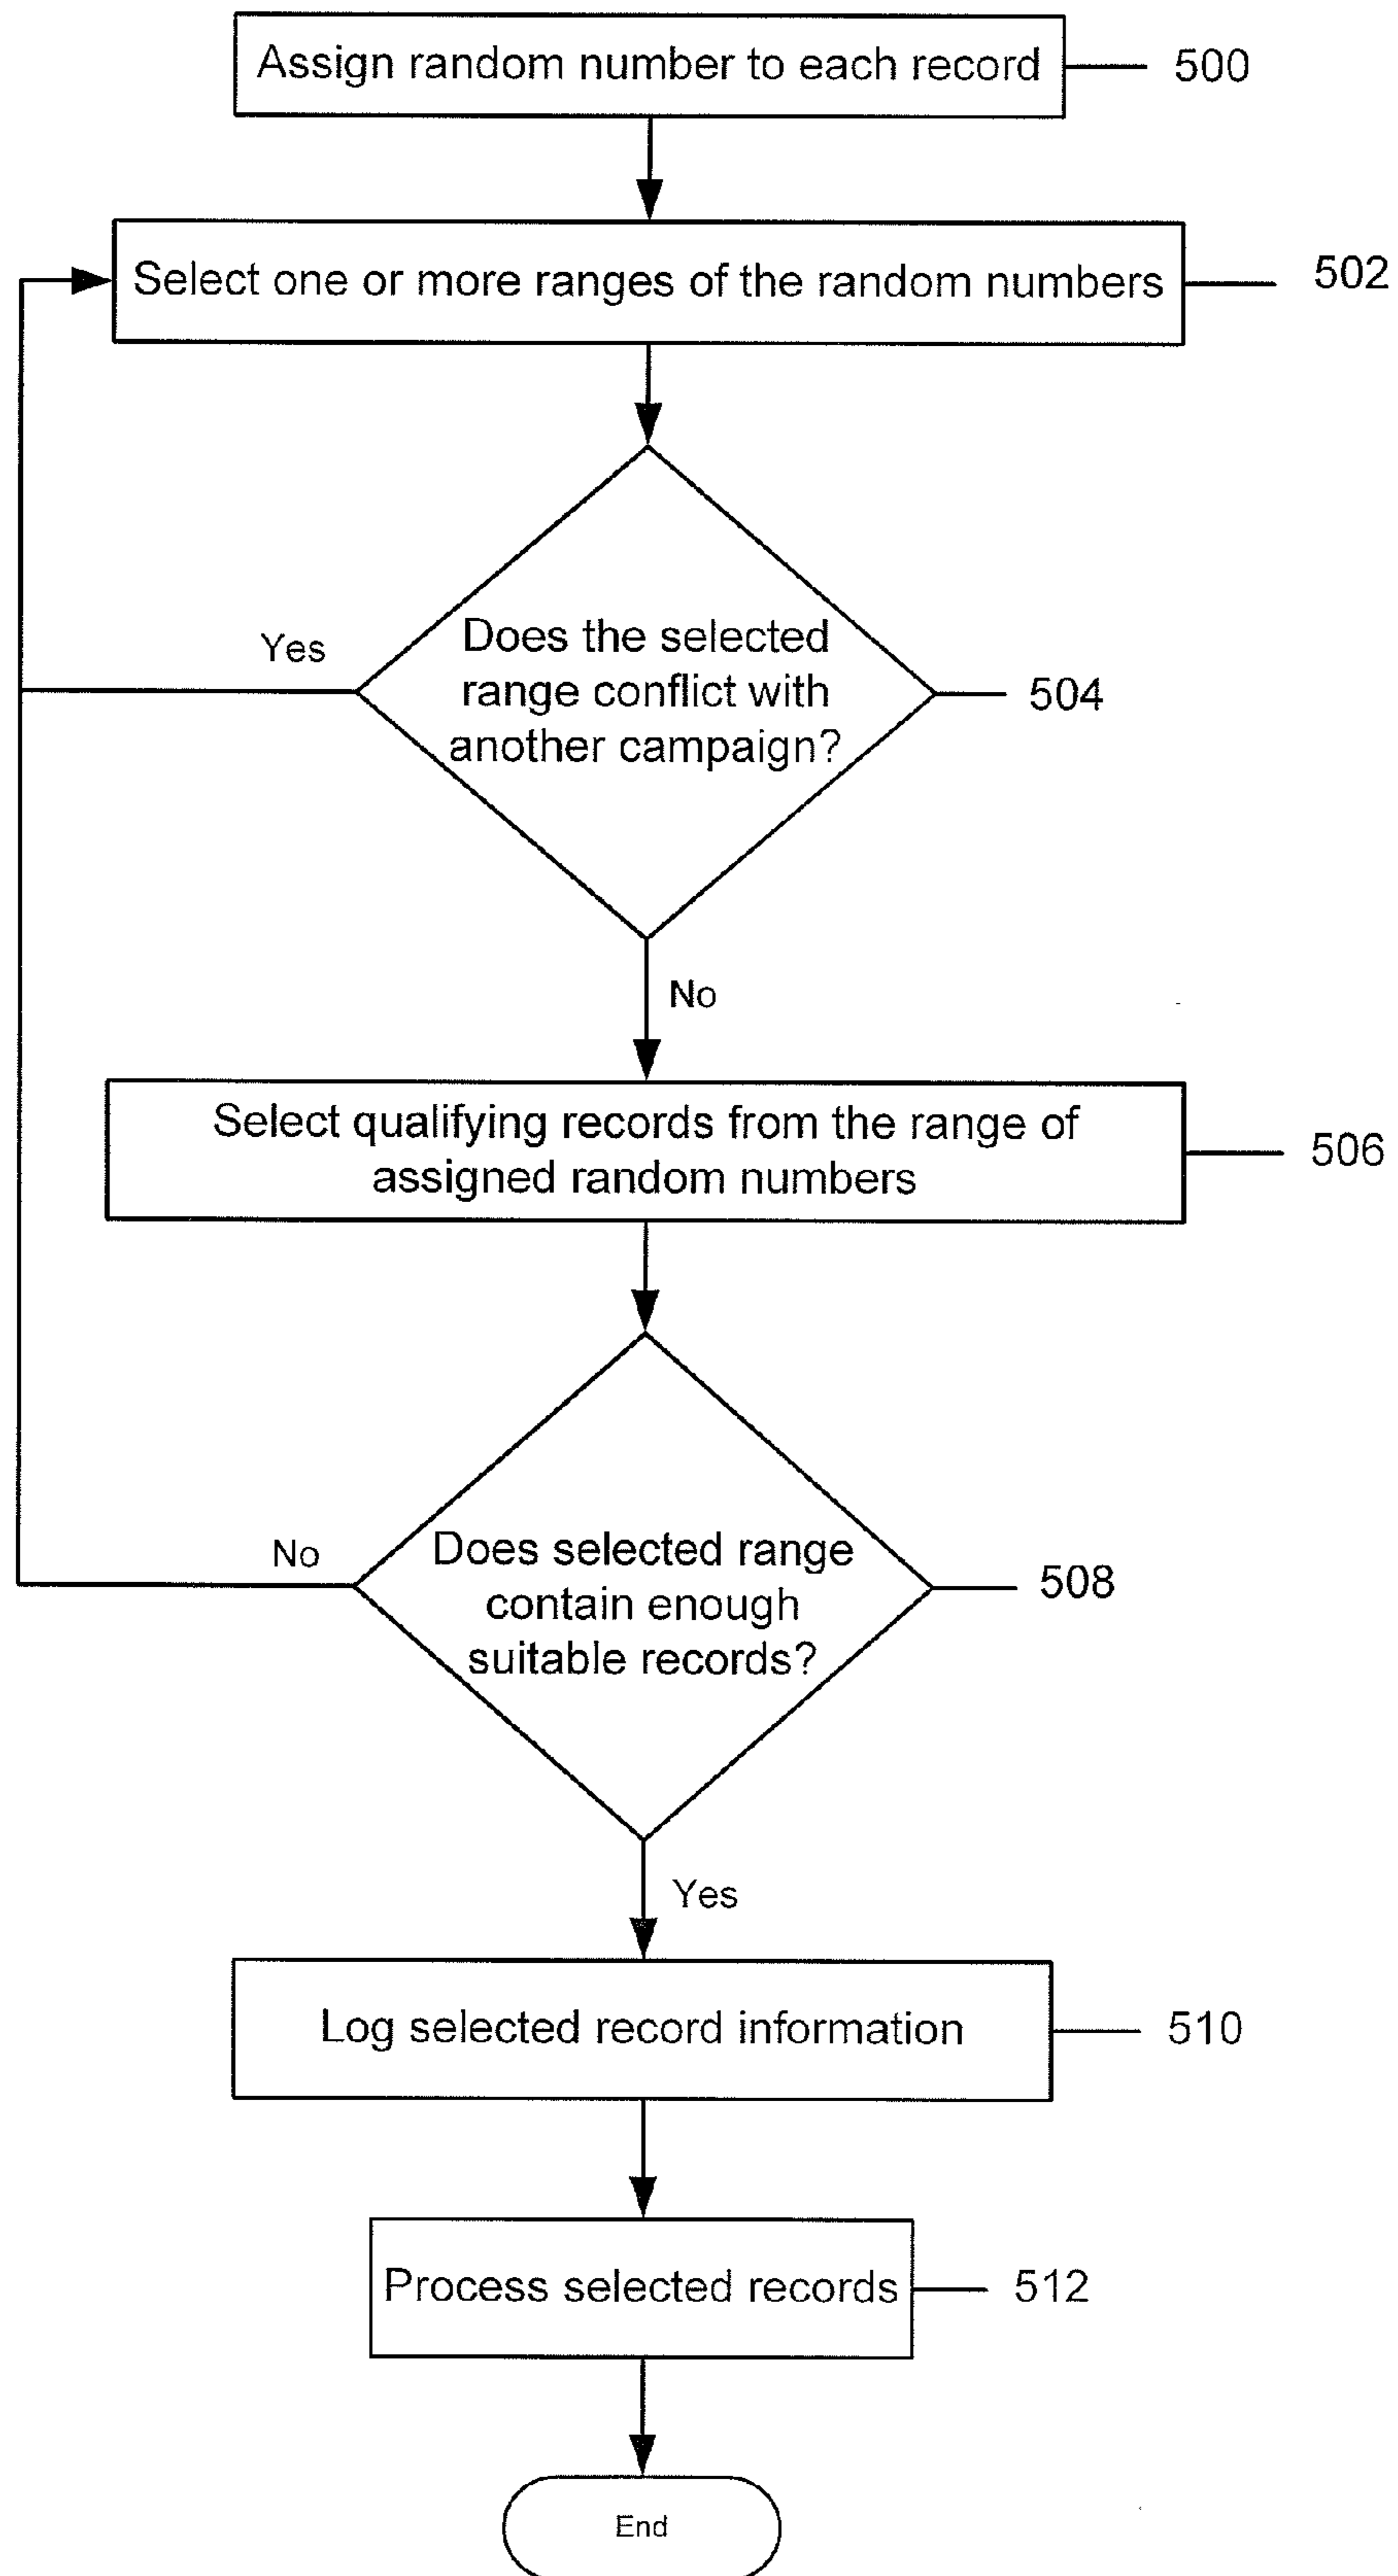 Assign random number to each record
500
Select one or more ranges of the random numbers
502
Does the selected
range conflict with
another campaign?
Yes
504
No
Select qualifying records from the range of
assigned random numbers
506
Does selected range
contain enough
suitable records?
No
508
Yes
Log selected record information
510
Process selected records
512
End